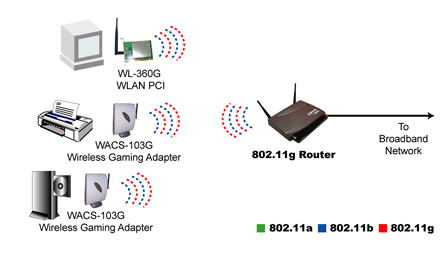 WL-360G
WLAN PCI
WACS-103G
Wireless Gaming Adapter
802.11g Router
To
Broadband
Network
WACS-103G
Wireless Gaming Adapter
802.11a 802.11b 802.11g